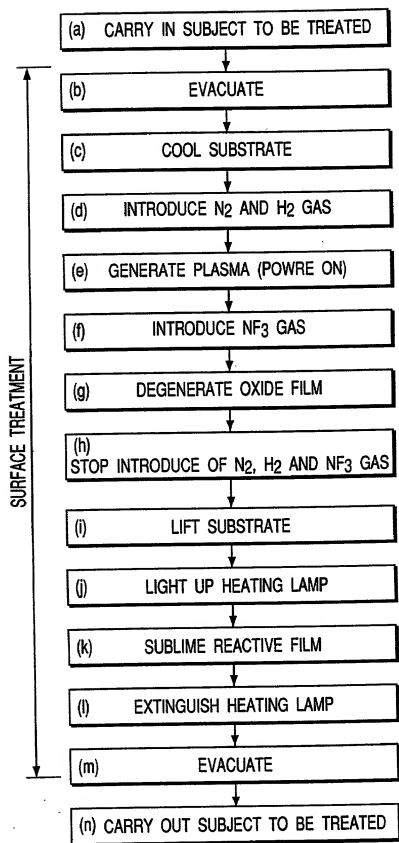 (a) CARRY IN SUBJECT TO BE TREATED
(b) EVACUATE
(c) COOL SUBSTRATE
(d) INTRODUCE N2 AND H2 GAS
(e) GENERATE PLASMA (POWRE ON)
(f) INTRODUCE NF3 GAS
(g) DEGENERATE OXIDE FILM
(h)
STOP INTRODUCE OF N2, H2 AND NF3 GAS
(i) LIFT SUBSTRATE
(j) LIGHT UP HEATING LAMP
(k) SUBLIME REACTIVE FILM
(l) EXTINGUISH HEATING LAMP
(m) EVACUATE
(n) CARRY OUT SUBJECT TO BE TREATED
SURFACE TREATMENT